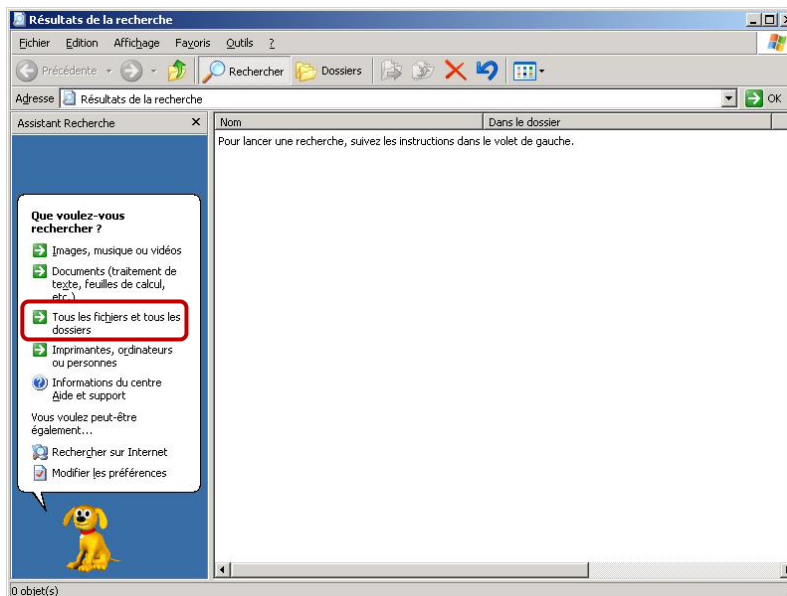 Résultats de la recherche
Fichier Edition Affichage Favoris Outils ?
Précédente Rechercher Dossiers
Adresse Résultats de la recherche OK
Assistant Recherche Nom Dans le dossier
Pour lancer une recherche, suivez les instructions dans le volet de gauche.
Que voulez-vous
rechercher ?
Images, musique ou vidéos
Documents (traitement de
texte, feuilles de calcul,
etc.)
Tous les fichiers et tous les
dossiers
Imprimantes, ordinateurs
ou personnes
Informations du centre
Aide et support
Vous voulez peut-être
également...
Rechercher sur Internet
Modifier les préférences
0 objet(s)